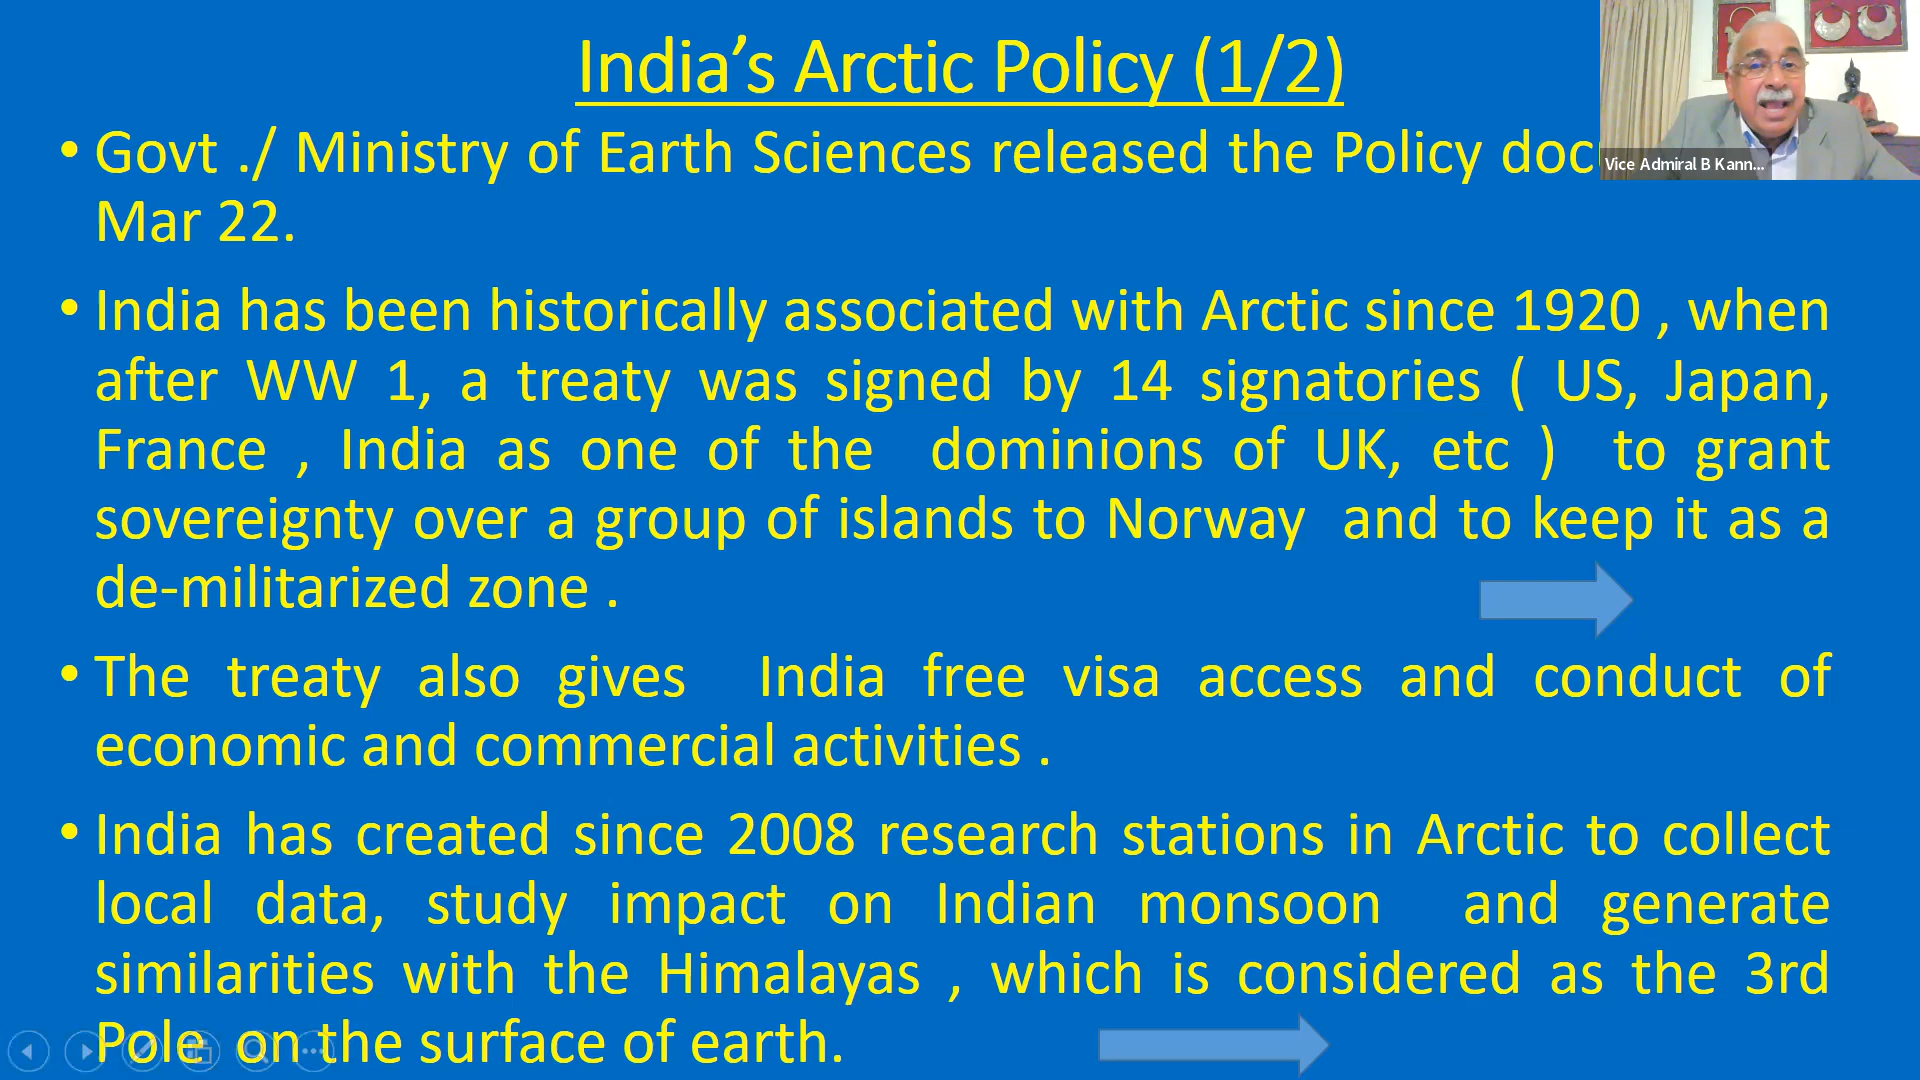 India’s Arctic Policy (1/2)
• Govt ./ Ministry of Earth Sciences released the Policy
Vice Admiral B Kann...
Mar 22.
• India has been historically associated with Arctic since 1920 , when
after WW 1, a treaty was signed by 14 signatories ( US, Japan,
France , India as one of the dominions of UK, etc ) to grant
sovereignty over a group of islands to Norway and to keep it as a
de-militarized zone .
• The treaty also gives India free visa access and conduct of
economic and commercial activities .
• India has created since 2008 research stations in Arctic to collect
local data, study impact on Indian monsoon and generate
similarities with the Himalayas , which is considered as the 3rd
Pole on the surface of earth.